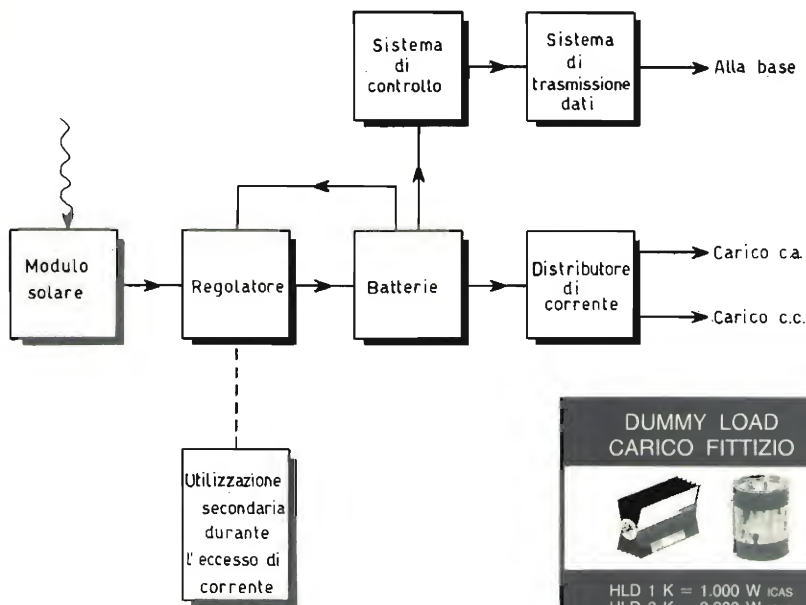 Sistema
di
controllo
Sistema
di
trasmissione
dati
Alla base
Modulo
solare
Regolatore
Batterie
Distributore
di
corrente
Carico c.a.
Carico c.c.
Utilizzazione
secondaria
durante
l'eccesso di
corrente
DUMMY LOAD
CARICO FITTIZIO
HLD 1 K = 1.000 W ICAS